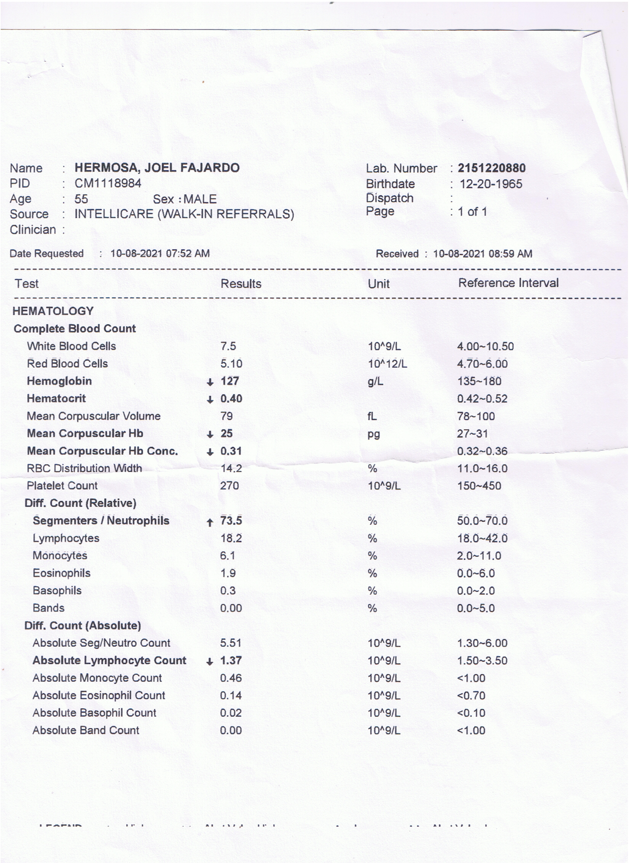 Name : HERMOSA, JOEL FAJARDO Lab. Number : 2151220880
PID : CM1118984 Birthdate : 12-20-1965
Age : 55 Sex : MALE Dispatch :
Source : INTELLICARE (WALK-IN REFERRALS) Page : 1 of 1
Clinician :
Date Requested : 10-08-2021 07:52 AM Received : 10-08-2021 08:59 AM
Test Results Unit Reference Interval
HEMATOLOGY
Complete Blood Count
White Blood Cells 7.5 10^9/L 4.00~10.50
Red Blood Cells 5.10 10^12/L 4.70~6.00
Hemoglobin ↓ 127 g/L 135~180
Hematocrit ↓ 0.40 0.42~0.52
Mean Corpuscular Volume 79 fL 78~100
Mean Corpuscular Hb ↓ 25 pg 27~31
Mean Corpuscular Hb Conc. ↓ 0.31 0.32~0.36
RBC Distribution Width 14.2 % 11.0~16.0
Platelet Count 270 10^9/L 150~450
Diff. Count (Relative)
Segmenters / Neutrophils ↑ 73.5 % 50.0~70.0
Lymphocytes 18.2 % 18.0~42.0
Monocytes 6.1 % 2.0~11.0
Eosinophils 1.9 % 0.0~6.0
Basophils 0.3 % 0.0~2.0
Bands 0.00 % 0.0~5.0
Diff. Count (Absolute)
Absolute Seg/Neutro Count 5.51 10^9/L 1.30~6.00
Absolute Lymphocyte Count ↓ 1.37 10^9/L 1.50~3.50
Absolute Monocyte Count 0.46 10^9/L <1.00
Absolute Eosinophil Count 0.14 10^9/L <0.70
Absolute Basophil Count 0.02 10^9/L <0.10
Absolute Band Count 0.00 10^9/L <1.00